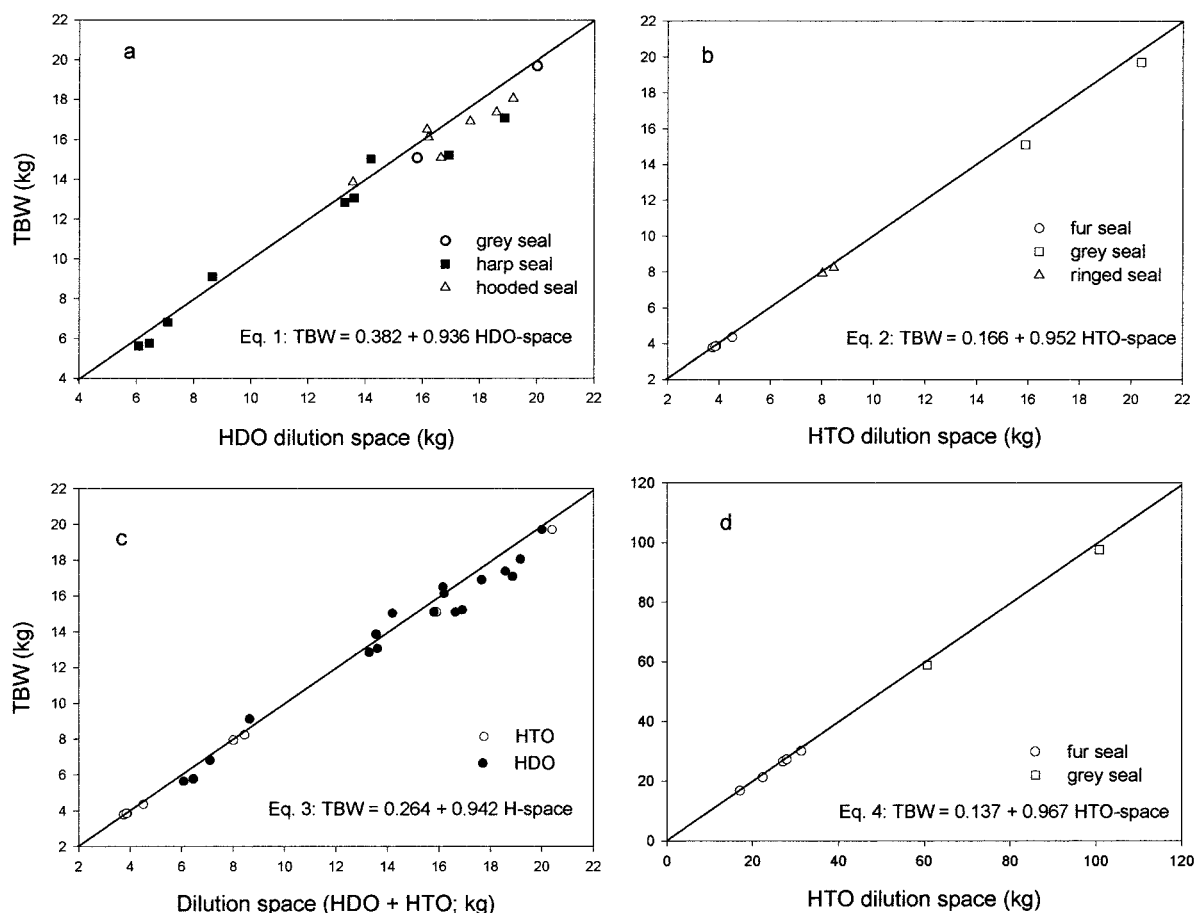 a
22
20
18
16
14
12
10
8
6
4
TBW (kg)
grey seal
harp seal
hooded seal
Eq. 1: TBW = 0.382 + 0.936 HDO-space
4 6 8 10 12 14 16 18 20 22
HDO dilution space (kg)
b
22
20
18
16
14
12
10
8
6
4
2
fur seal
grey seal
ringed seal
Eq. 2: TBW = 0.166 + 0.952 HTO-space
2 4 6 8 10 12 14 16 18 20 22
HTO dilution space (kg)
c
22
20
18
16
14
12
10
8
6
4
2
TBW (kg)
HTO
HDO
Eq. 3: TBW = 0.264 + 0.942 H-space
2 4 6 8 10 12 14 16 18 20 22
Dilution space (HDO + HTO; kg)
d
120
100
80
60
40
20
0
fur seal
grey seal
Eq. 4: TBW = 0.137 + 0.967 HTO-space
0 20 40 60 80 100 120
HTO dilution space (kg)